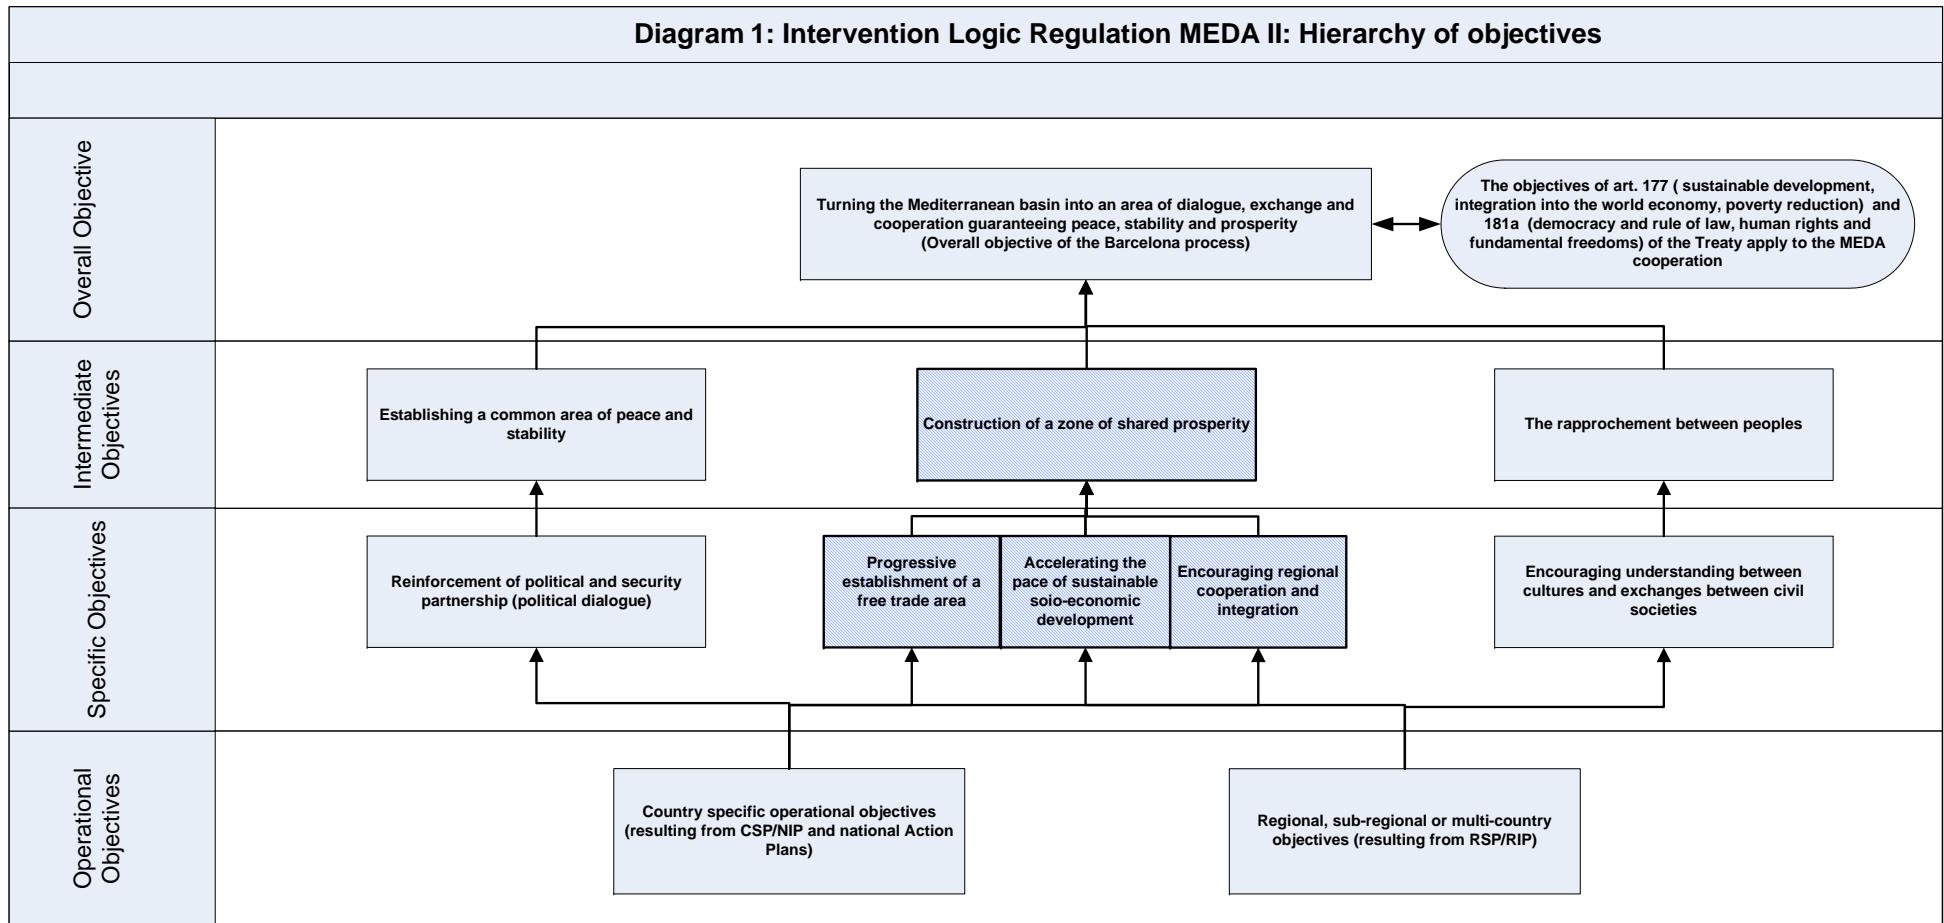 Diagram 1: Intervention Logic Regulation MEDA II: Hierarchy of objectives
Overall Objective
Turning the Mediterranean basin into an area of dialogue, exchange and
cooperation guaranteeing peace, stability and prosperity
(Overall objective of the Barcelona process)
The objectives of art. 177 ( sustainable development,
integration into the world economy, poverty reduction)  and
181a  (democracy and rule of law, human rights and
fundamental freedoms) of the Treaty apply to the MEDA
cooperation
Intermediate
Objectives
Establishing a common area of peace and
stability
Construction of a zone of shared prosperity
The rapprochement between peoples
Specific Objectives
Reinforcement of political and security
partnership (political dialogue)
Progressive
establishment of a
free trade area
Accelerating the
pace of sustainable
soio-economic
development
Encouraging regional
cooperation and
integration
Encouraging understanding between
cultures and exchanges between civil
societies
Operational
Objectives
Country specific operational objectives
(resulting from CSP/NIP and national Action
Plans)
Regional, sub-regional or multi-country
objectives (resulting from RSP/RIP)